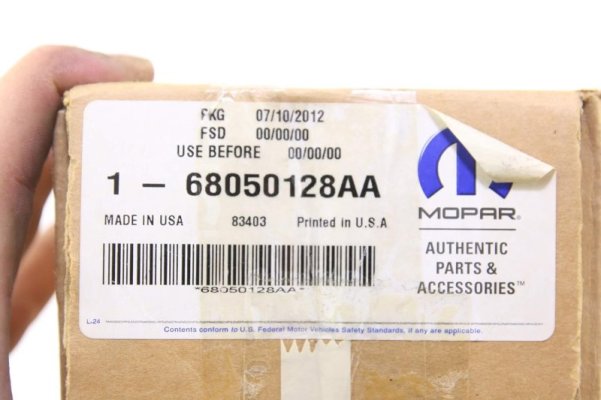 PKG 07/10/2012
FSD 00/00/00
USE BEFORE 00/00/00
1 - 68050128AA
MADE IN USA 83403 Printed in U.S.A
*68050128AA*
MOPAR®
AUTHENTIC
PARTS &
ACCESSORIES™
L-24
Contents conform to U.S. Federal Motor Vehicles Safety Standards, if any are applicable